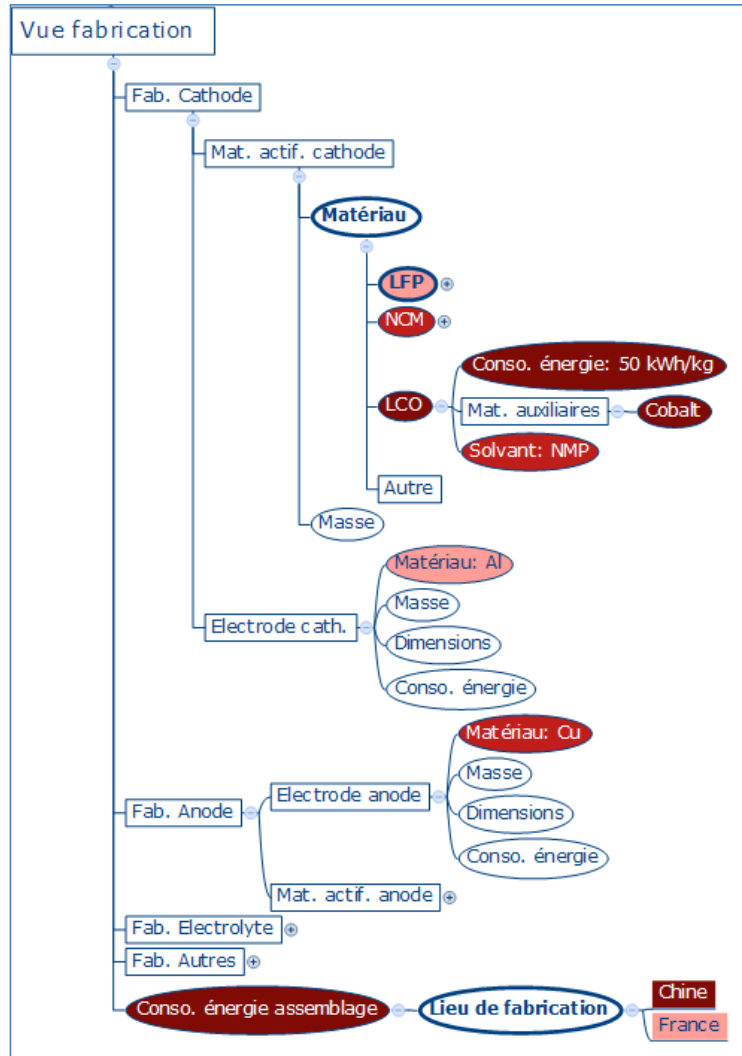 Vue fabrication
Fab. Cathode
Mat. actif. cathode
Matériau
LFP
NCM
Conso. énergie: 50 kWh/kg
LCO
Mat. auxiliaires
Cobalt
Solvant: NMP
Autre
Masse
Matériau: Al
Masse
Electrode cath.
Dimensions
Conso. énergie
Matériau: Cu
Masse
Electrode anode
Fab. Anode
Dimensions
Conso. énergie
Mat. actif. anode
Fab. Electrolyte
Fab. Autres
Conso. énergie assemblage
Lieu de fabrication
Chine
France